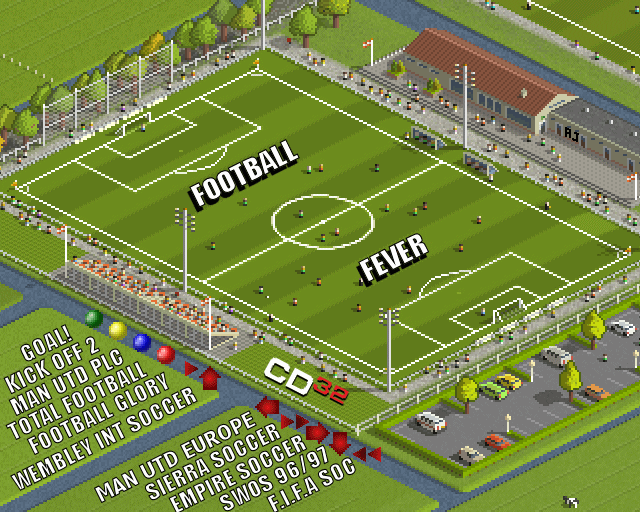 RJ
FOOTBALL
FEVER
CD32
GOAL!
KICK OFF 2
MAN UTD PLC
TOTAL FOOTBALL
FOOTBALL GLORY
WEMBLEY INT SOCCER
MAN UTD EUROPE
SIERRA SOCCER
EMPIRE SOCCER
SWOS 96/97
F.I.F.A SOC